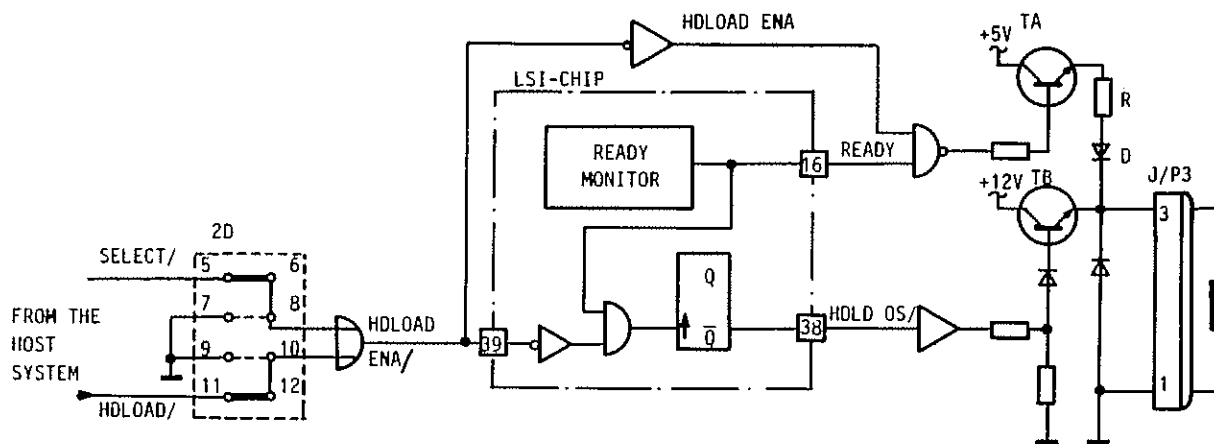 HDLOAD ENA
TA
+5V
LSI-CHIP
R
READY
MONITOR
16
READY
D
J/P3
+12V
TB
3
2D
SELECT/
5
6
7
8
Q
FROM THE
HOST
SYSTEM
HDLOAD
ENA/
39
Q
38
HDLD OS/
9
10
11
12
HDLOAD/
1